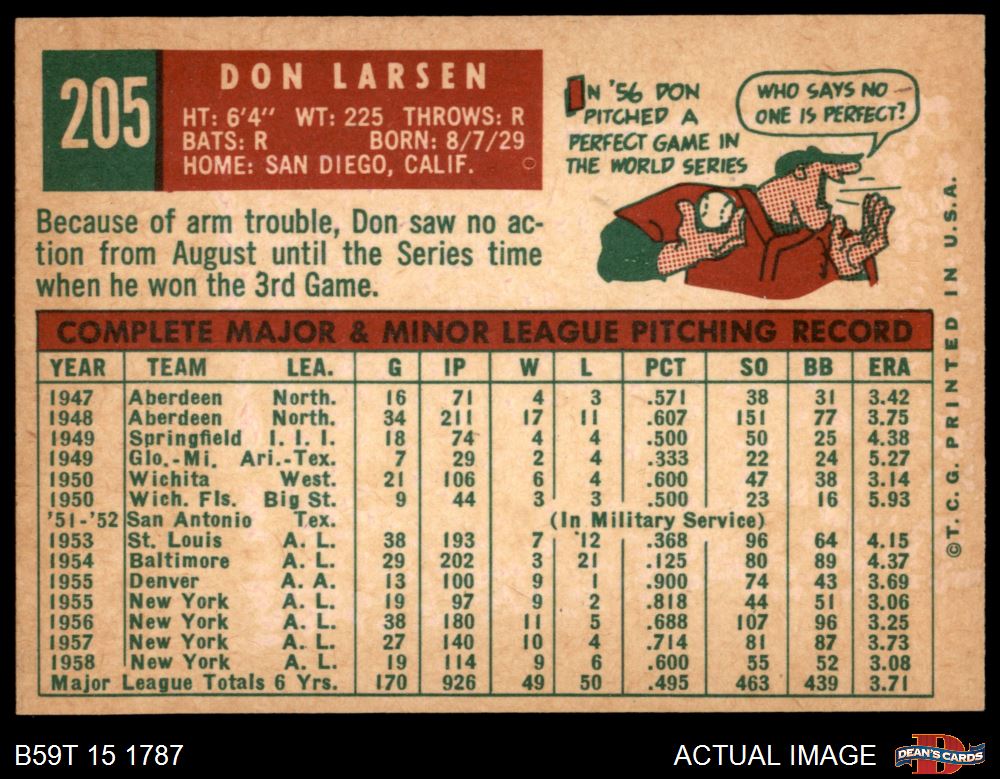 205
DON LARSEN
HT: 6'4" WT: 225 THROWS: R
BATS: R BORN: 8/7/29
HOME: SAN DIEGO, CALIF.
IN '56 DON
PITCHED A
PERFECT GAME IN
THE WORLD SERIES
WHO SAYS NO
ONE IS PERFECT?
Because of arm trouble, Don saw no ac-
tion from August until the Series time
when he won the 3rd Game.
COMPLETE MAJOR & MINOR LEAGUE PITCHING RECORD
YEAR TEAM LEA. G IP W L PCT SO BB ERA
1947 Aberdeen North. 16 71 4 3 .571 38 31 3.42
1948 Aberdeen North. 34 211 17 11 .607 151 77 3.75
1949 Springfield I. I. I. 18 74 4 4 .500 50 25 4.38
1949 Glo.-Mi. Ari.-Tex. 7 29 2 4 .333 22 24 5.27
1950 Wichita West. 21 106 6 4 .600 47 38 3.14
1950 Wich. Fls. Big St. 9 44 3 3 .500 23 16 5.93
'51-'52 San Antonio Tex. (In Military Service)
1953 St. Louis A. L. 38 193 7 12 .368 96 64 4.15
1954 Baltimore A. L. 29 202 3 21 .125 80 89 4.37
1955 Denver A. A. 13 100 9 1 .900 74 43 3.69
1955 New York A. L. 19 97 9 2 .818 44 51 3.06
1956 New York A. L. 38 180 11 5 .688 107 96 3.25
1957 New York A. L. 27 140 10 4 .714 81 87 3.73
1958 New York A. L. 19 114 9 6 .600 55 52 3.08
Major League Totals 6 Yrs. 170 926 49 50 .495 463 439 3.71
©T. C. G. PRINTED IN U.S.A.
B59T 15 1787
ACTUAL IMAGE
DEAN'S CARDS